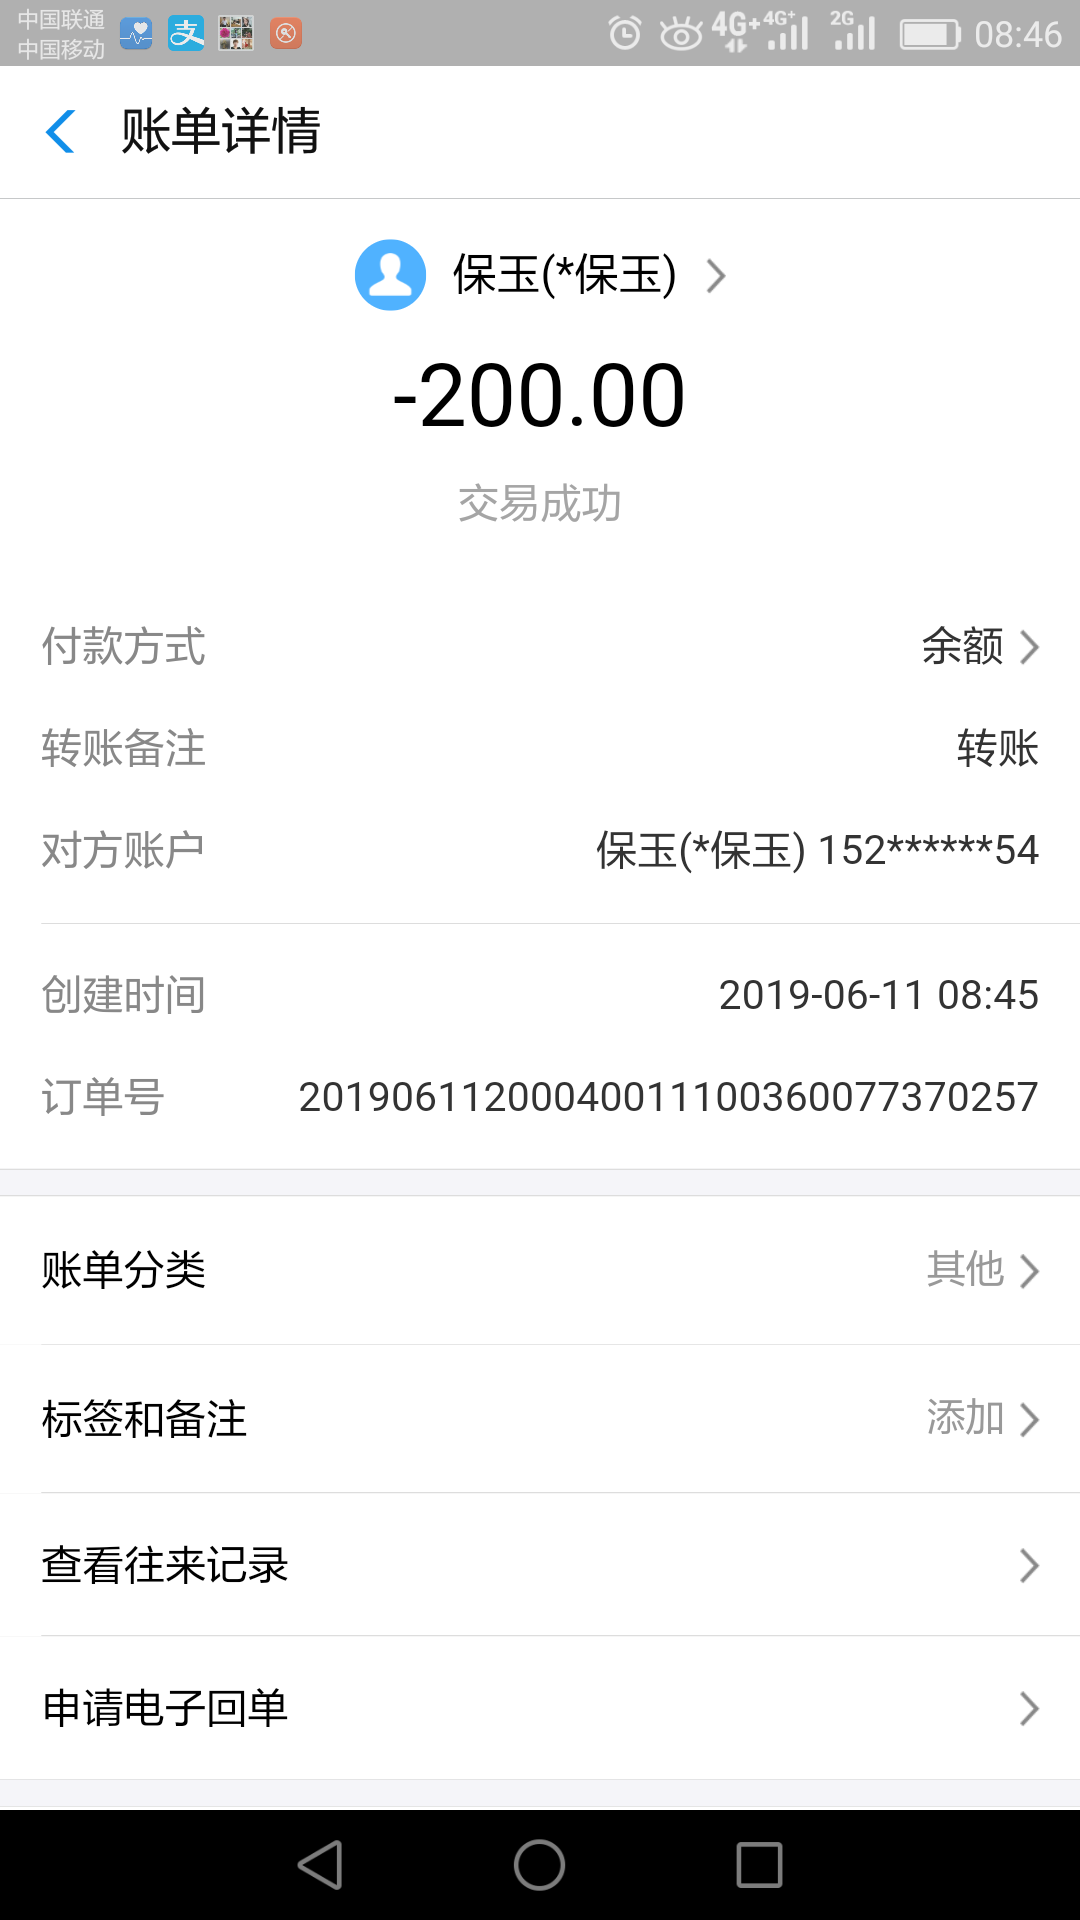 中国联通
中国移动
支
4G+ 4G+ 2G 08:46
账单详情
保玉(*保玉)
-200.00
交易成功
付款方式 余额
转账备注 转账
对方账户 保玉(*保玉) 152******54
创建时间 2019-06-11 08:45
订单号 20190611200040011100360077370257
账单分类 其他
标签和备注 添加
查看往来记录
申请电子回单